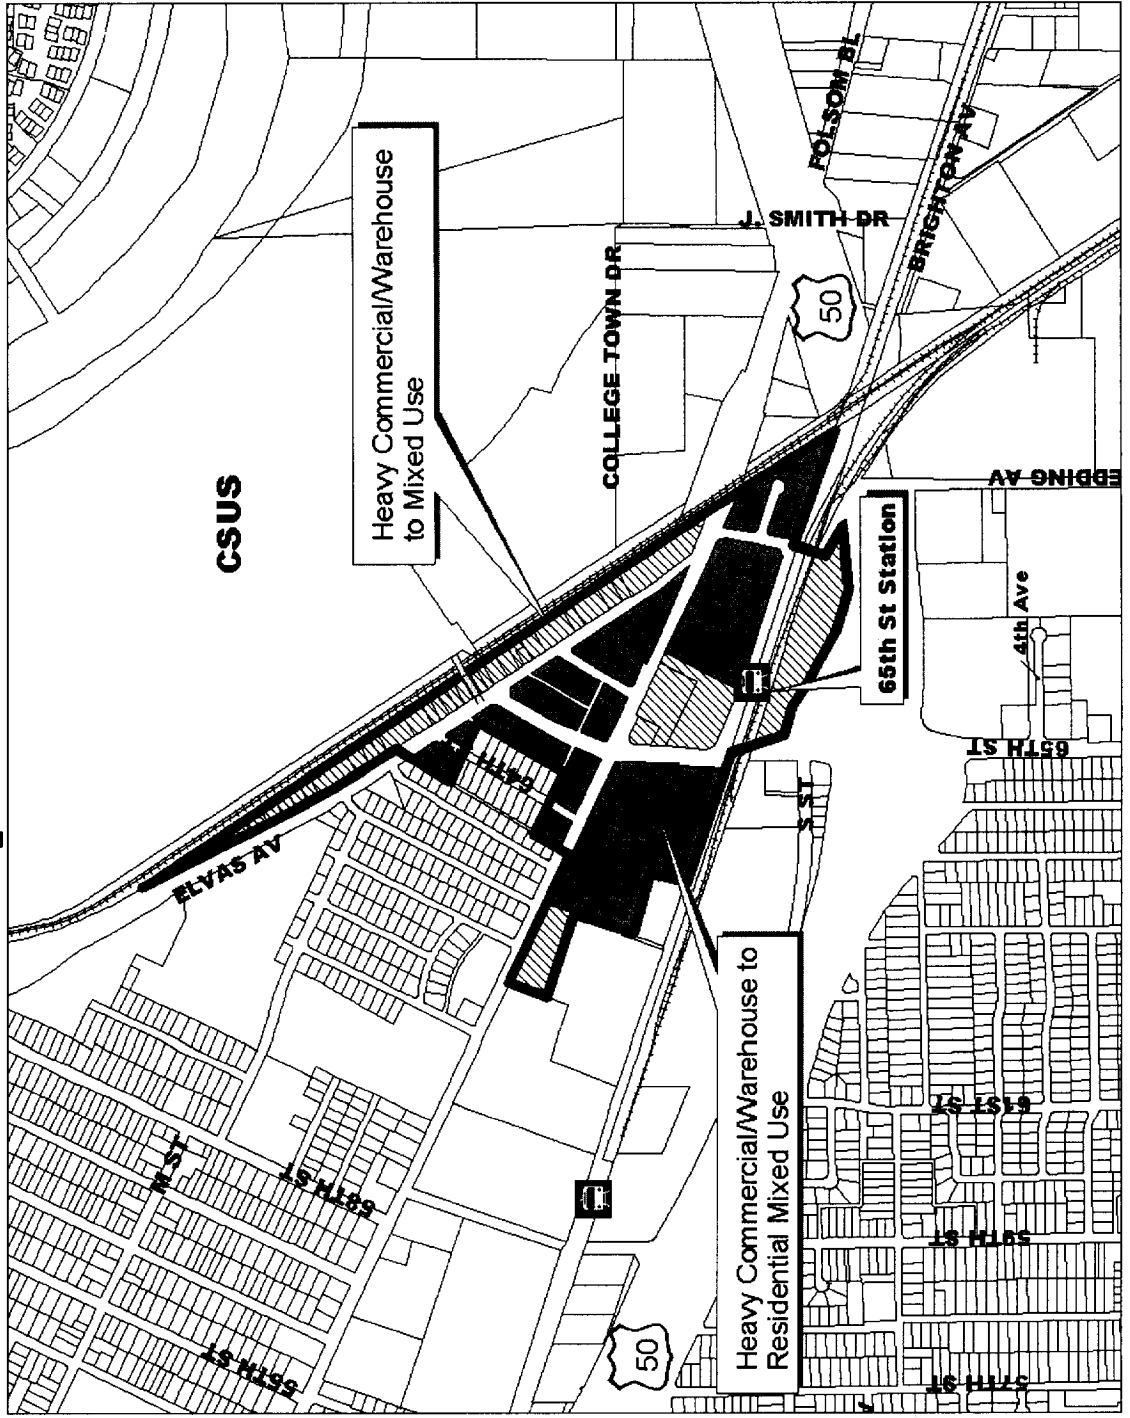 Heavy Commercial/Warehouse
to Mixed Use
CSUS
FOLSOM BL
BRIGHTON AV
J. SMITH DR
COLLEGE TOWN DR
50
EDDING AV
65th St Station
4th Ave
65TH ST
64TH
S ST
ELVAS AV
Heavy Commercial/Warehouse to
Residential Mixed Use
M ST
58TH ST
55TH ST
50
61ST ST
59TH ST
57TH ST